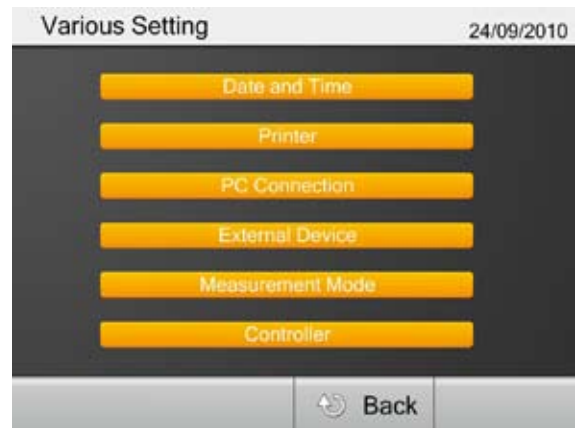 Various Setting
24/09/2010
Date and Time
Printer
PC Connection
External Device
Measurement Mode
Controller
Back